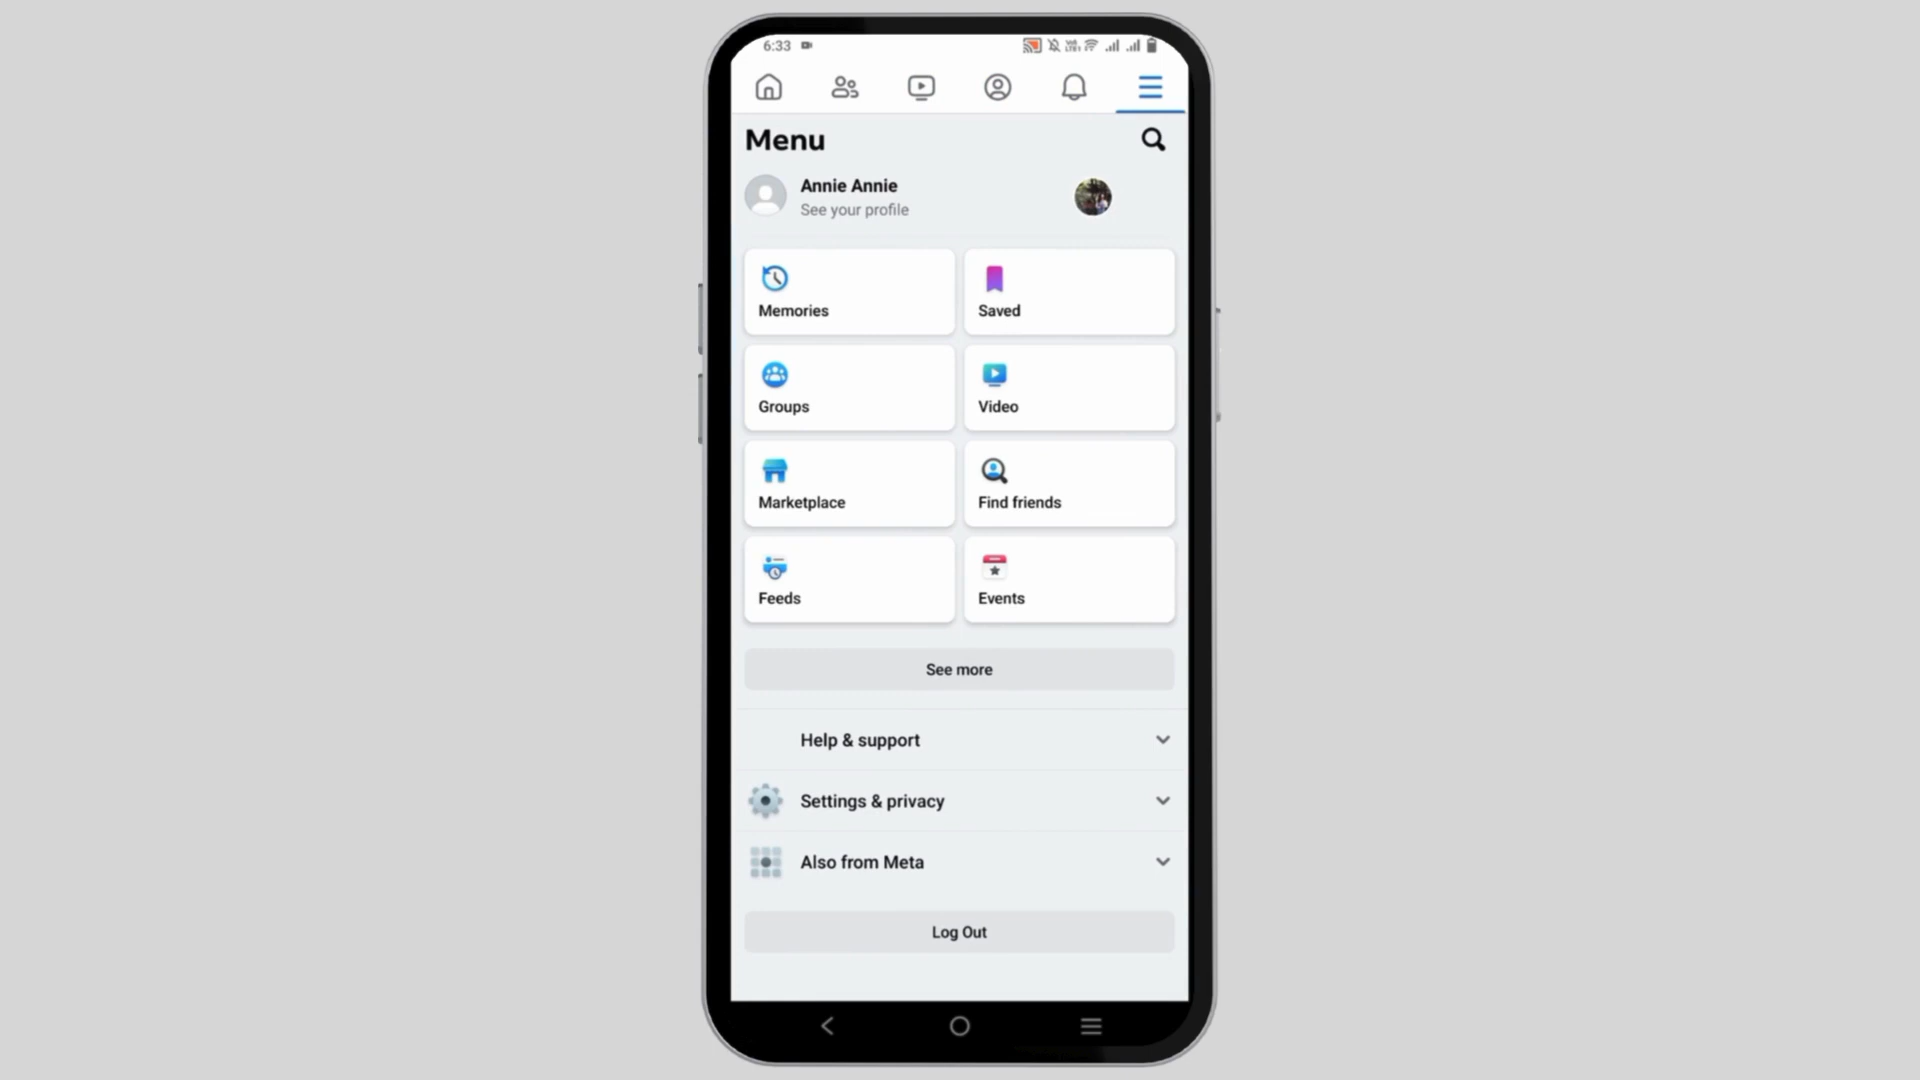 6:33
Menu
Annie Annie
See your profile
Memories
Saved
Groups
Video
Marketplace
Find friends
Feeds
Events
See more
Help & support
Settings & privacy
Also from Meta
Log Out